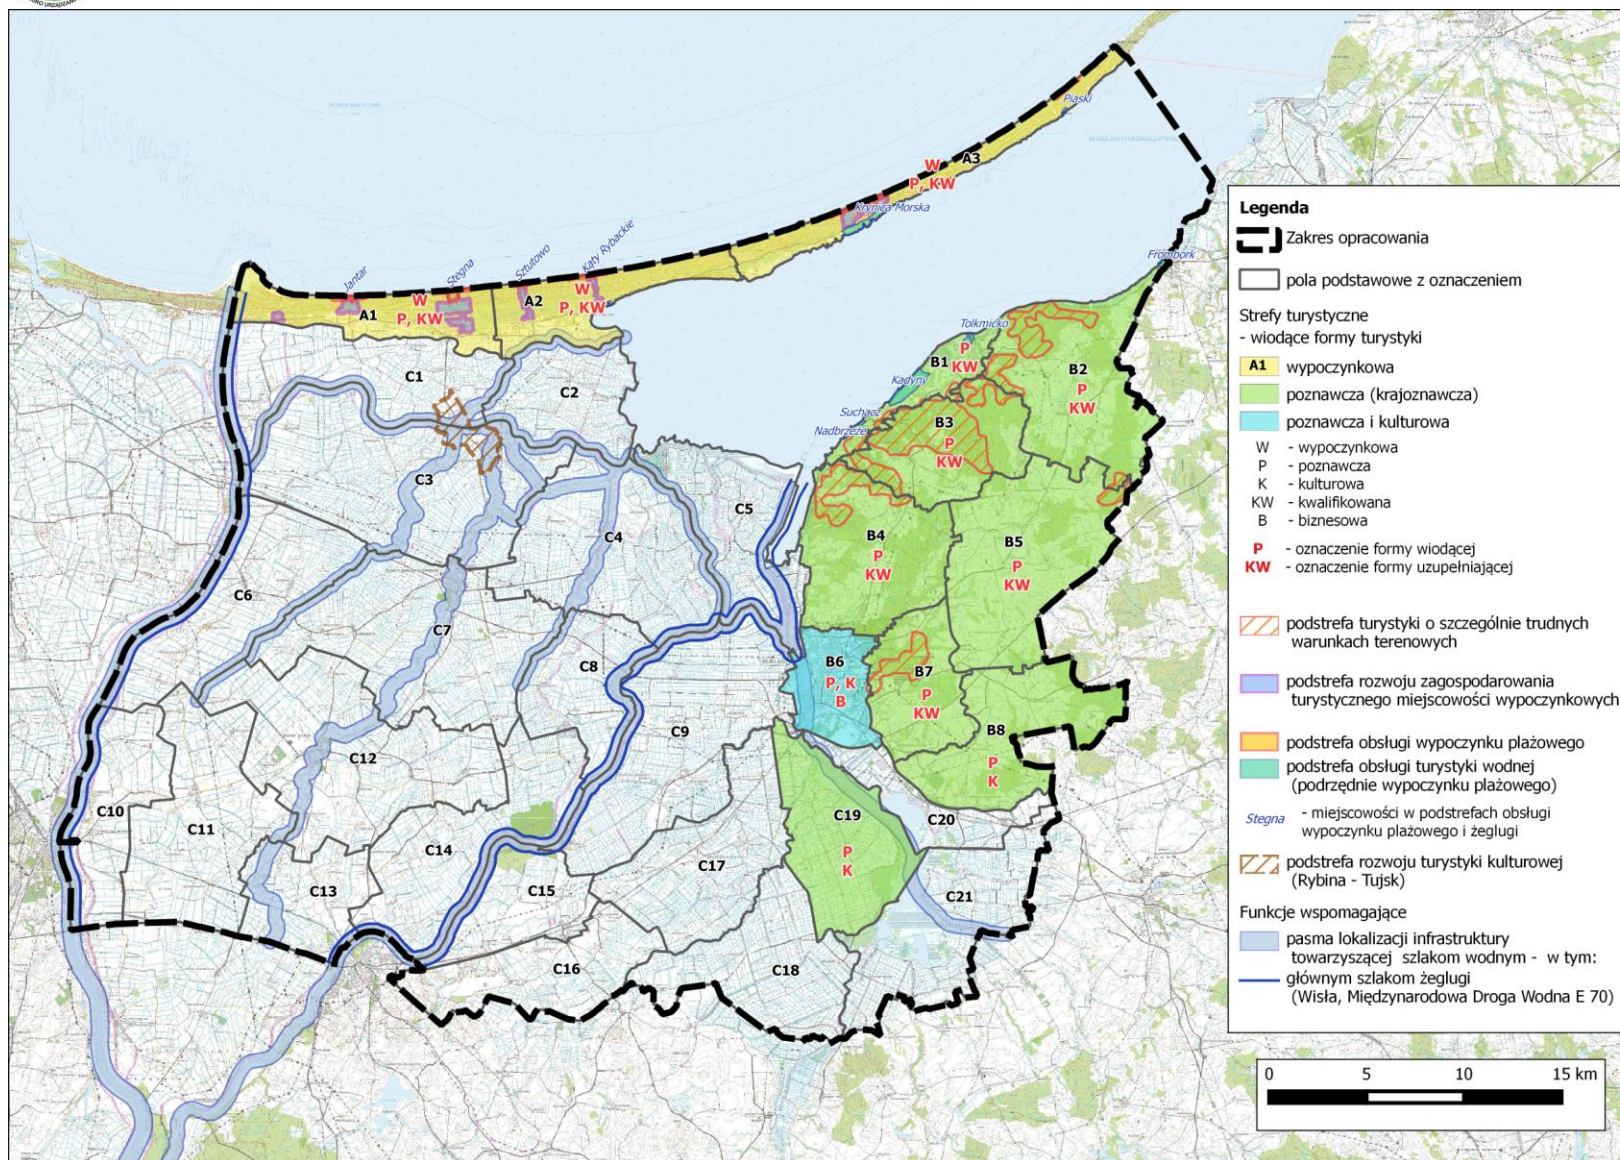 BIURO URZĄDZANIA
Piaski
A3
W
P, KW
Krynica Morska
Frombork
Jantar
Stegna
Sztutowo
Kąty Rybackie
A1
W
P, KW
A2
W
P, KW
Tolkmicko
B1
P
KW
B2
P
KW
Kadyny
Suchacz
Nadbrzeże
B3
P
KW
C1
C2
C3
C4
C5
B4
P
KW
B5
P
KW
C6
C7
C8
B6
P, K
B
B7
P
KW
B8
P
K
C9
C10
C11
C12
C13
C14
C15
C16
C17
C18
C19
P
K
C20
C21
Legenda
Zakres opracowania
pola podstawowe z oznaczeniem
Strefy turystyczne
- wiodące formy turystyki
A1 wypoczynkowa
poznawcza (krajoznawcza)
poznawcza i kulturowa
W - wypoczynkowa
P - poznawcza
K - kulturowa
KW - kwalifikowana
B - biznesowa
P - oznaczenie formy wiodącej
KW - oznaczenie formy uzupełniającej
podstrefa turystyki o szczególnie trudnych
warunkach terenowych
podstrefa rozwoju zagospodarowania
turystycznego miejscowości wypoczynkowych
podstrefa obsługi wypoczynku plażowego
podstrefa obsługi turystyki wodnej
(podrzędnie wypoczynku plażowego)
Stegna - miejscowości w podstrefach obsługi
wypoczynku plażowego i żeglugi
podstrefa rozwoju turystyki kulturowej
(Rybina - Tujsk)
Funkcje wspomagające
pasma lokalizacji infrastruktury
towarzyszącej szlakom wodnym - w tym:
głównym szlakom żeglugi
(Wisła, Międzynarodowa Droga Wodna E 70)
0 5 10 15 km